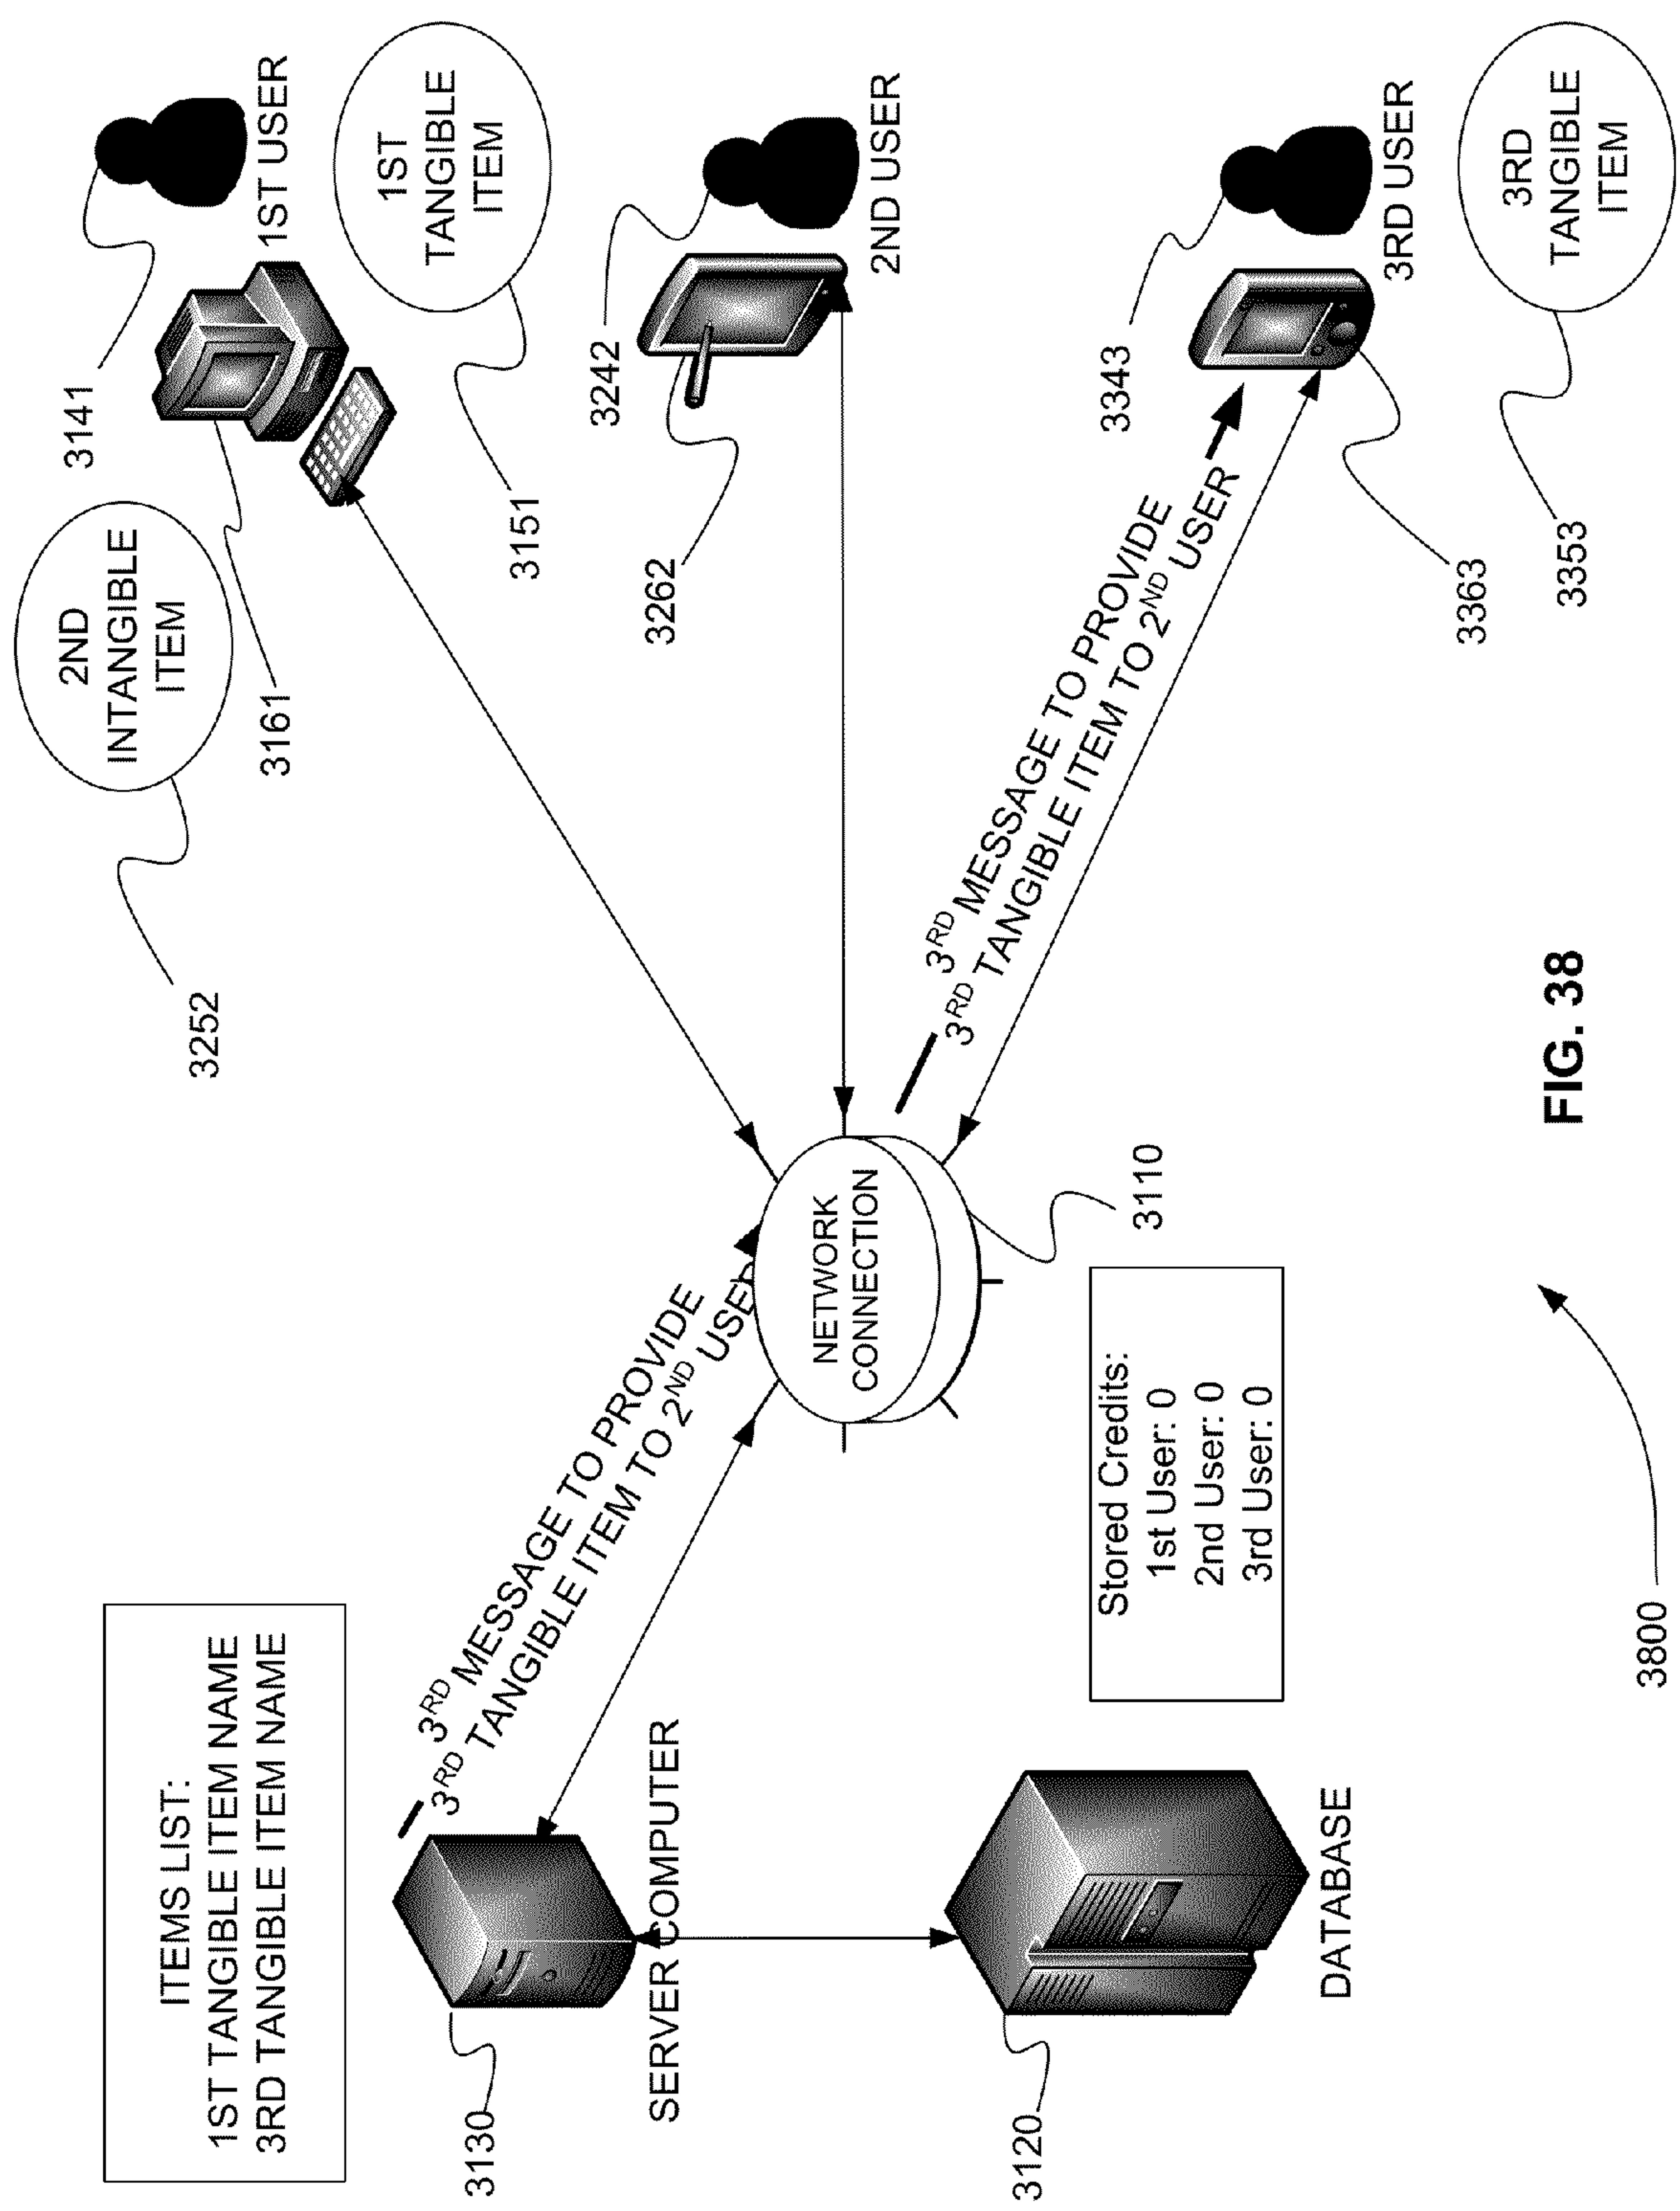 ITEMS LIST:
1ST TANGIBLE ITEM NAME
3RD TANGIBLE ITEM NAME
3130
SERVER COMPUTER
3RD MESSAGE TO PROVIDE
3RD TANGIBLE ITEM TO 2ND USER
3120
DATABASE
Stored Credits:
1st User: 0
2nd User: 0
3rd User: 0
NETWORK
CONNECTION
3110
3252
2ND
INTANGIBLE
ITEM
3161
3141
1ST USER
1ST
TANGIBLE
ITEM
3151
3242
3262
2ND USER
3RD MESSAGE TO PROVIDE
3RD TANGIBLE ITEM TO 2ND USER
3343
3363
3RD USER
3RD
TANGIBLE
ITEM
3353
3800
FIG. 38